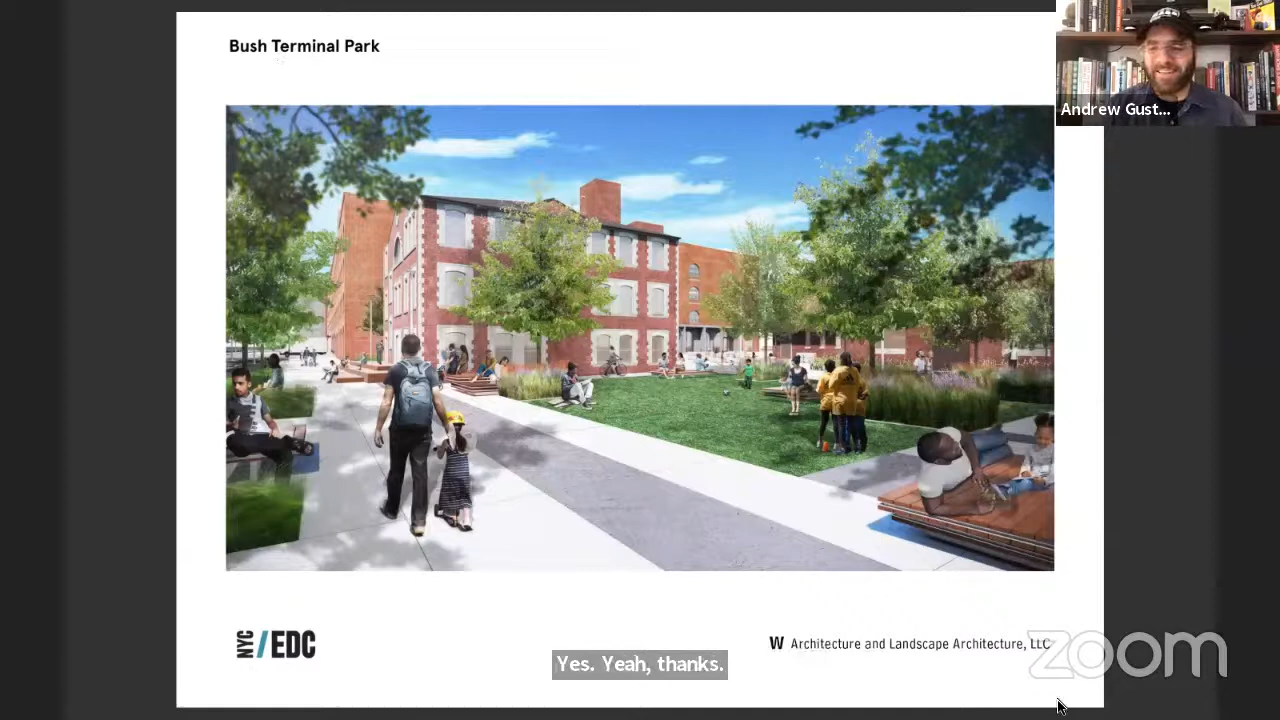 Bush Terminal Park
Andrew Gust...
NYC / EDC
W Architecture and Landscape Architecture, LLC
Yes. Yeah, thanks.
zoom